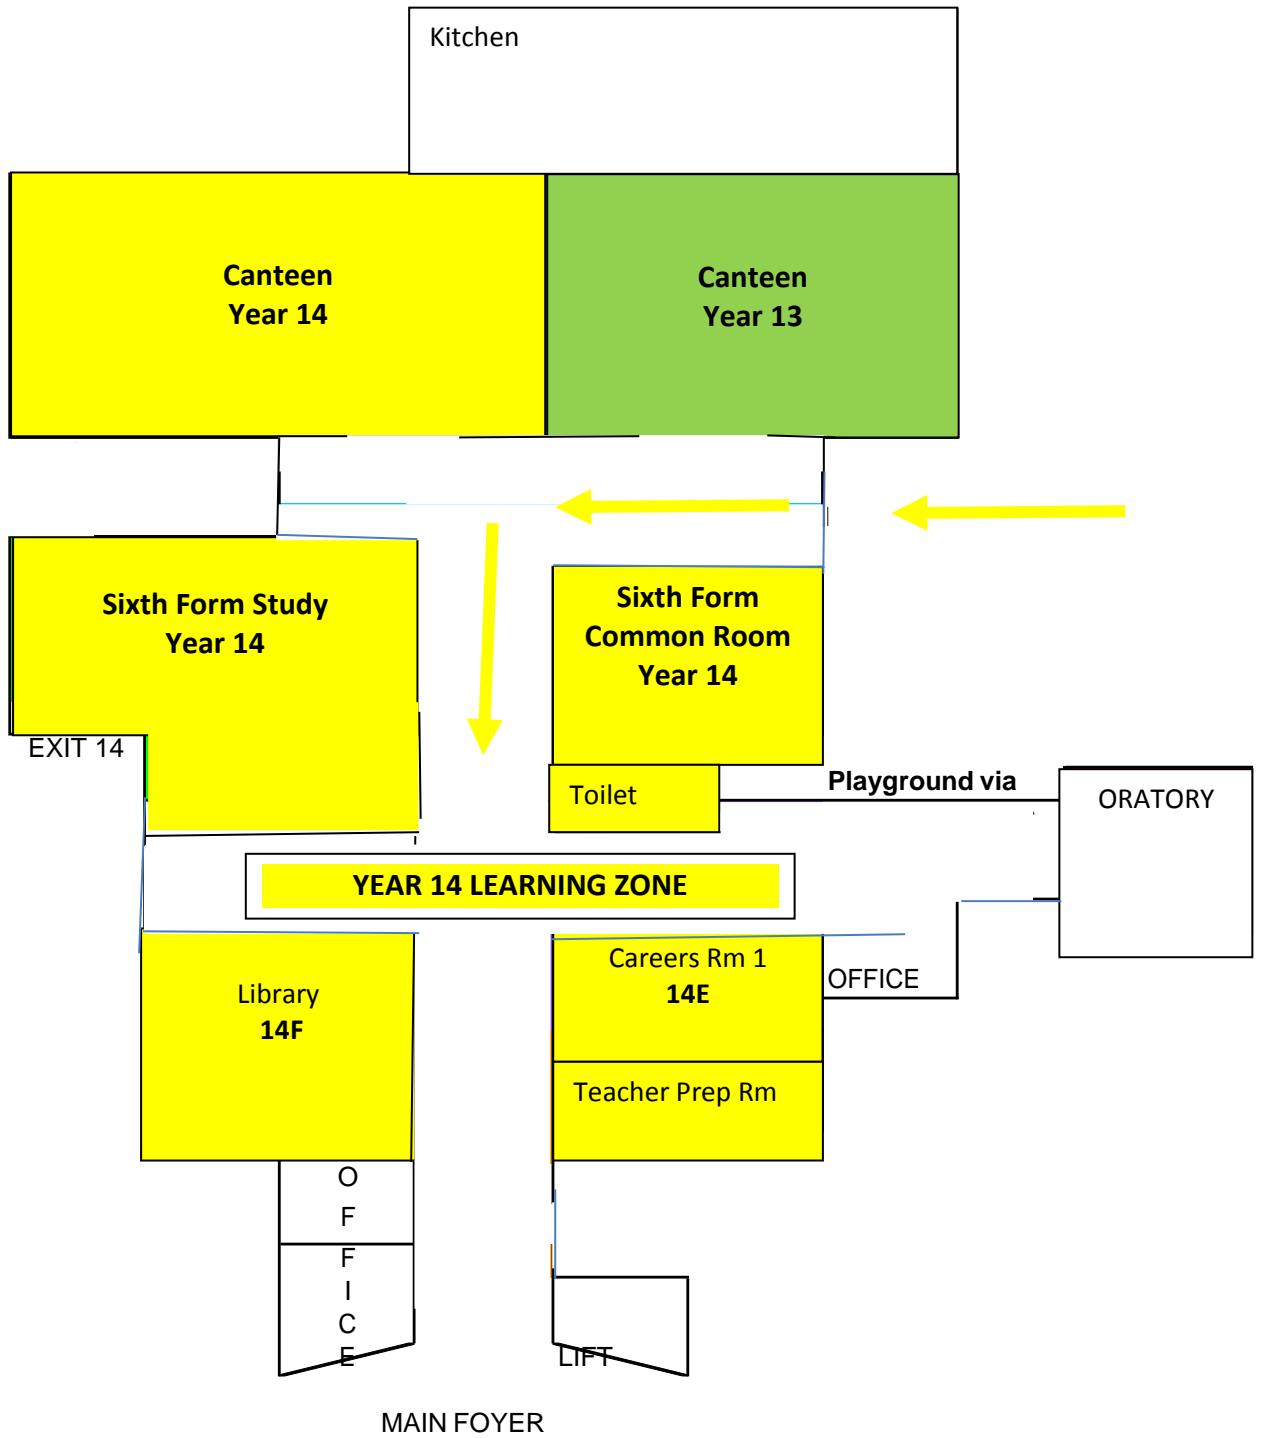 Kitchen
Canteen
Year 14
Canteen
Year 13
Sixth Form Study
Year 14
Sixth Form
Common Room
Year 14
EXIT 14
Toilet
Playground via
ORATORY
YEAR 14 LEARNING ZONE
Library
14F
Careers Rm 1
14E
OFFICE
Teacher Prep Rm
O
F
F
I
C
E
LIFT
MAIN FOYER